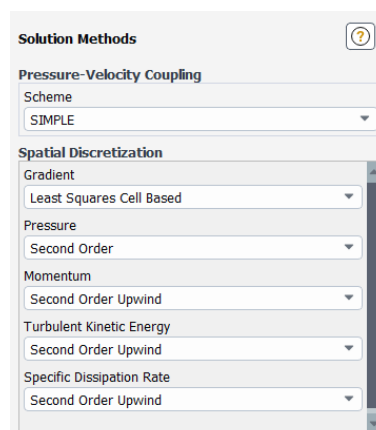 Solution Methods
?
Pressure-Velocity Coupling
Scheme
SIMPLE
Spatial Discretization
Gradient
Least Squares Cell Based
Pressure
Second Order
Momentum
Second Order Upwind
Turbulent Kinetic Energy
Second Order Upwind
Specific Dissipation Rate
Second Order Upwind